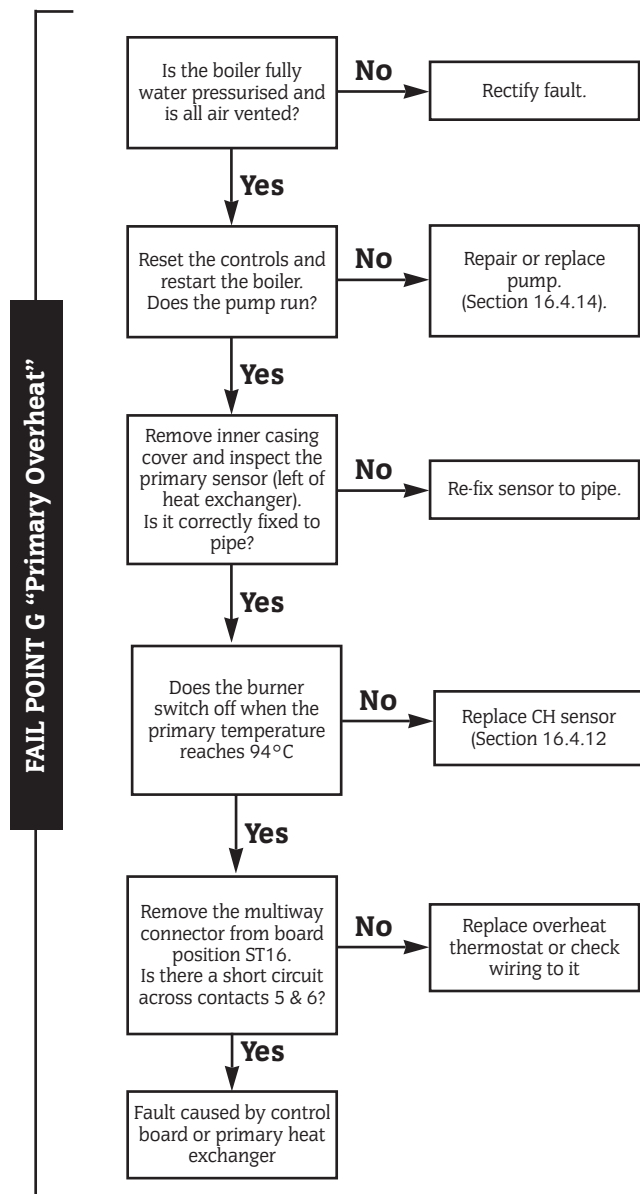 FAIL POINT G “Primary Overheat”
Is the boiler fully
water pressurised and
is all air vented?
No
Rectify fault.
Yes
Reset the controls and
restart the boiler.
Does the pump run?
No
Repair or replace
pump.
(Section 16.4.14).
Yes
Remove inner casing
cover and inspect the
primary sensor (left of
heat exchanger).
Is it correctly fixed to
pipe?
No
Re-fix sensor to pipe.
Yes
Does the burner
switch off when the
primary temperature
reaches 94°C
No
Replace CH sensor
(Section 16.4.12
Yes
Remove the multiway
connector from board
position ST16.
Is there a short circuit
across contacts 5 & 6?
No
Replace overheat
thermostat or check
wiring to it
Yes
Fault caused by control
board or primary heat
exchanger